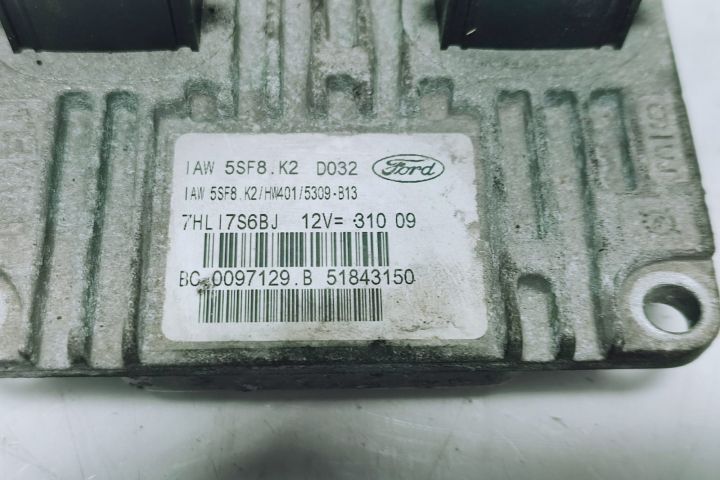 IAW 5SF8.K2 D032 Ford
IAW 5SF8.K2/HW401/5309-B13
7HLI7S6BJ 12V= 310 09
BC.0097129.B 51843150